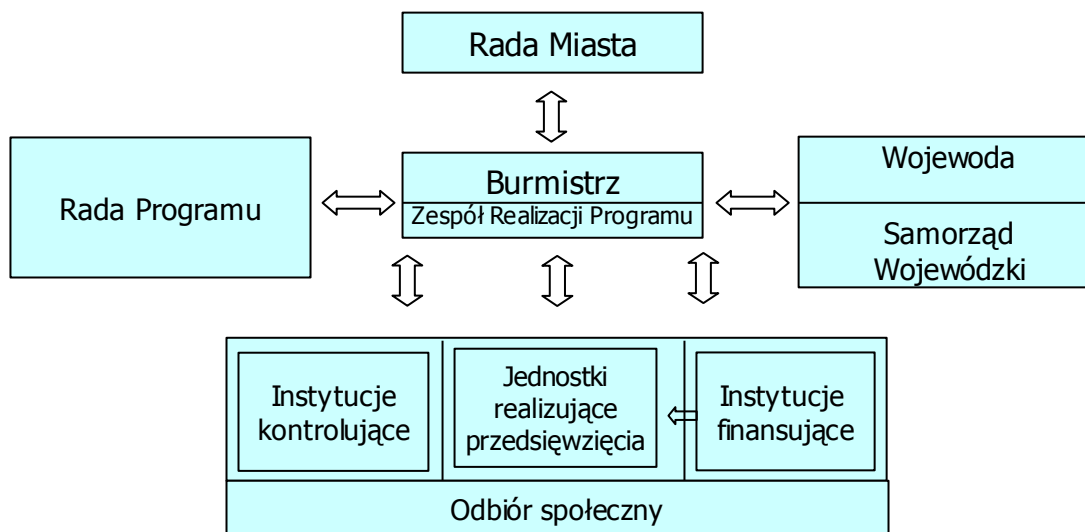 Rada Miasta
Rada Programu
Burmistrz
Zespół Realizacji Programu
Wojewoda
Samorząd
Wojewódzki
Instytucje
kontrolujące
Jednostki
realizujące
przedsięwzięcia
Instytucje
finansujące
Odbiór społeczny